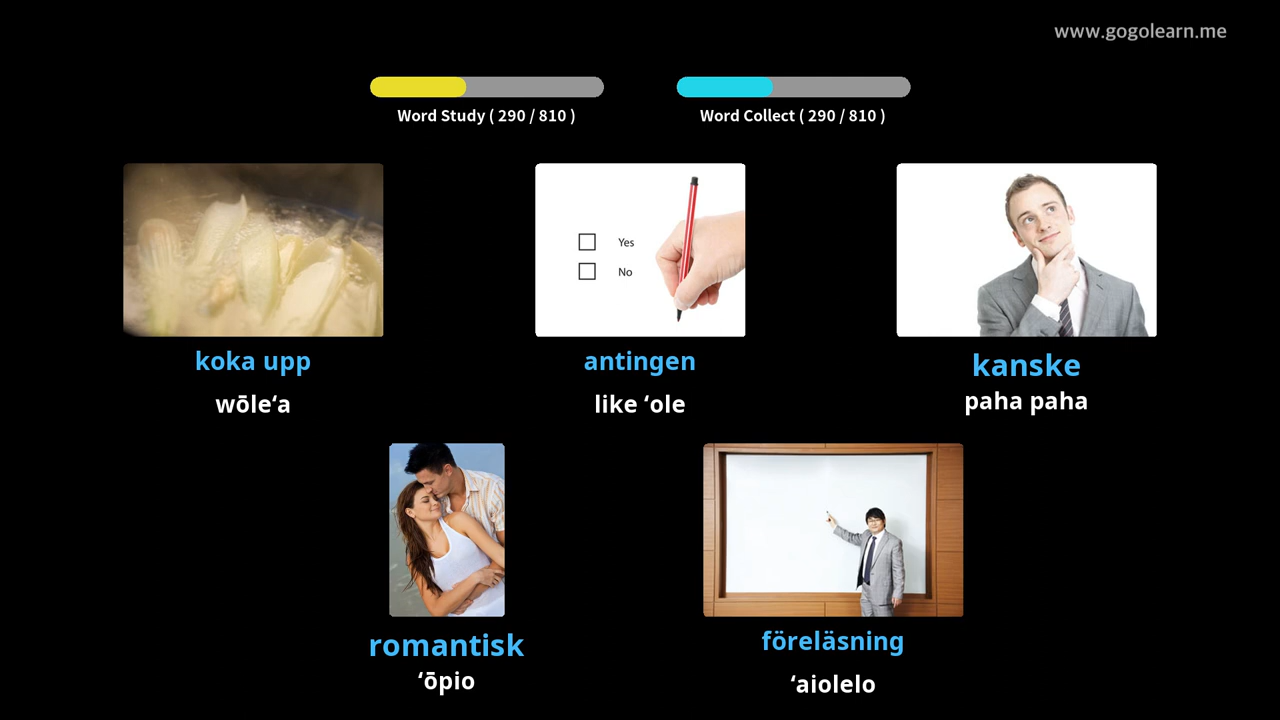 www.gogolearn.me
Word Study ( 290 / 810 )
Word Collect ( 290 / 810 )
Yes
No
koka upp
antingen
kanske
wōleʻa
like ʻole
paha paha
romantisk
föreläsning
ʻōpio
ʻaiolelo